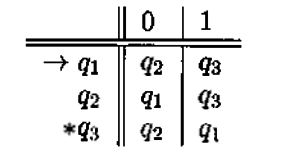 0 1
→ q₁ q₂ q₃
q₂ q₁ q₃
*q₃ q₂ q₁